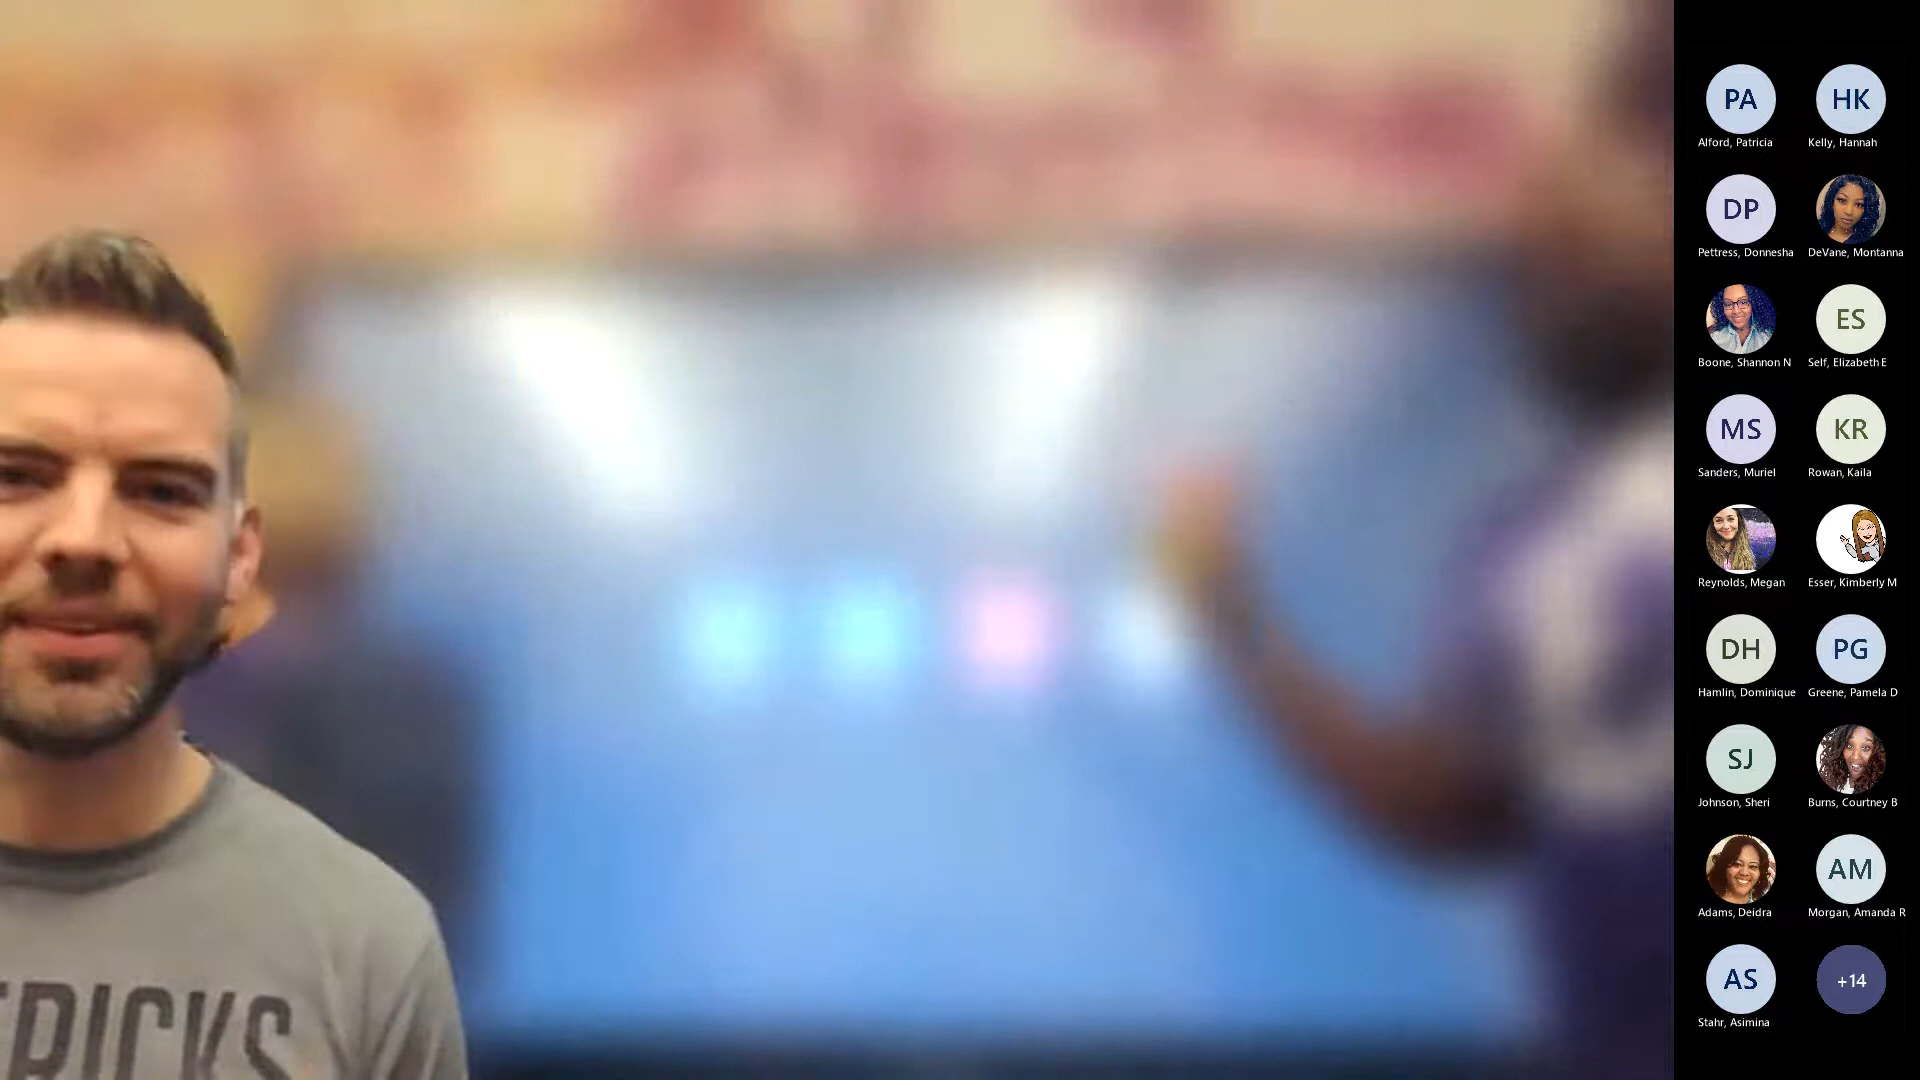 PA
HK
Alford, Patricia
Kelly, Hannah
DP
Pettress, Donnesha
DeVane, Montanna
ES
Boone, Shannon N
Self, Elizabeth E
MS
KR
Sanders, Muriel
Rowan, Kaila
Reynolds, Megan
Esser, Kimberly M
DH
PG
Hamlin, Dominique
Greene, Pamela D
SJ
Johnson, Sheri
Burns, Courtney B
AM
Adams, Deidra
Morgan, Amanda R
AS
+14
Stahr, Asimina
RICKS